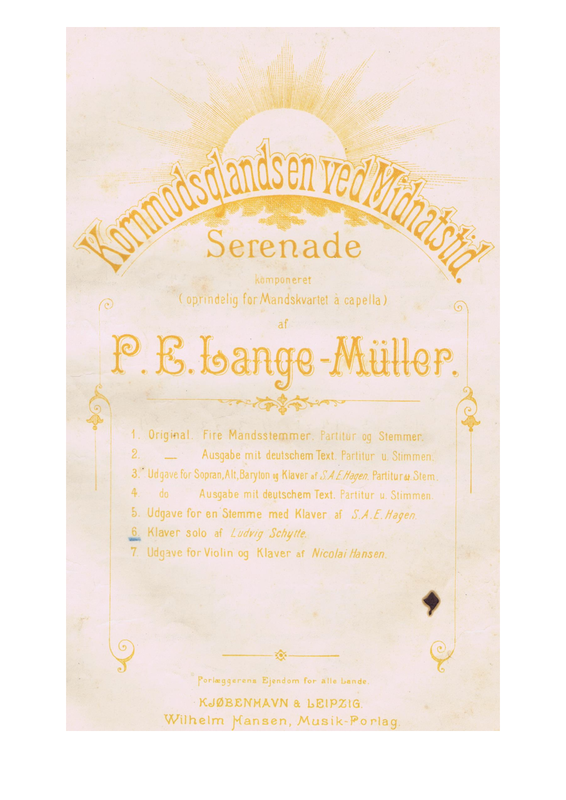 Kornmodsglandsen ved Midnatstid.
Serenade
komponeret
(oprindelig for Mandskvartet à capella)
af
P. E. Lange-Müller.
1. Original. Fire Mandsstemmer. Partitur og Stemmer.
2. — Ausgabe mit deutschem Text. Partitur u. Stimmen.
3. Udgave for Sopran, Alt, Baryton og Klaver af S.A.E. Hagen. Partitur u. Stem.
4 do Ausgabe mit deutschem Text. Partitur u. Stimmen.
5. Udgave for en Stemme med Klaver af S. A. E. Hagen.
6. Klaver solo af Ludvig Schytte.
7 Udgave for Violin og Klaver af Nicolai Hansen.
Forlæggerens Ejendom for alle Lande.
KJØBENHAVN & LEIPZIG.
Wilhelm Hansen, Musik-Forlag.